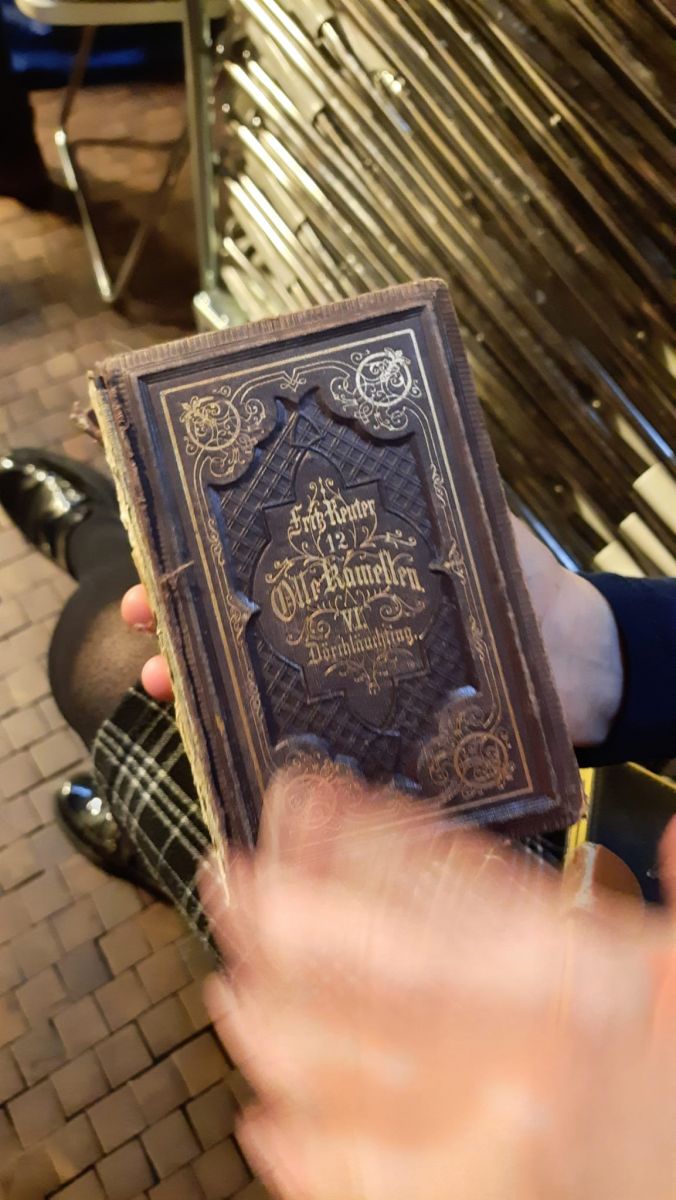 Fritz Reuter
12
Olle Kamellen
VI.
Dörchläuchting.